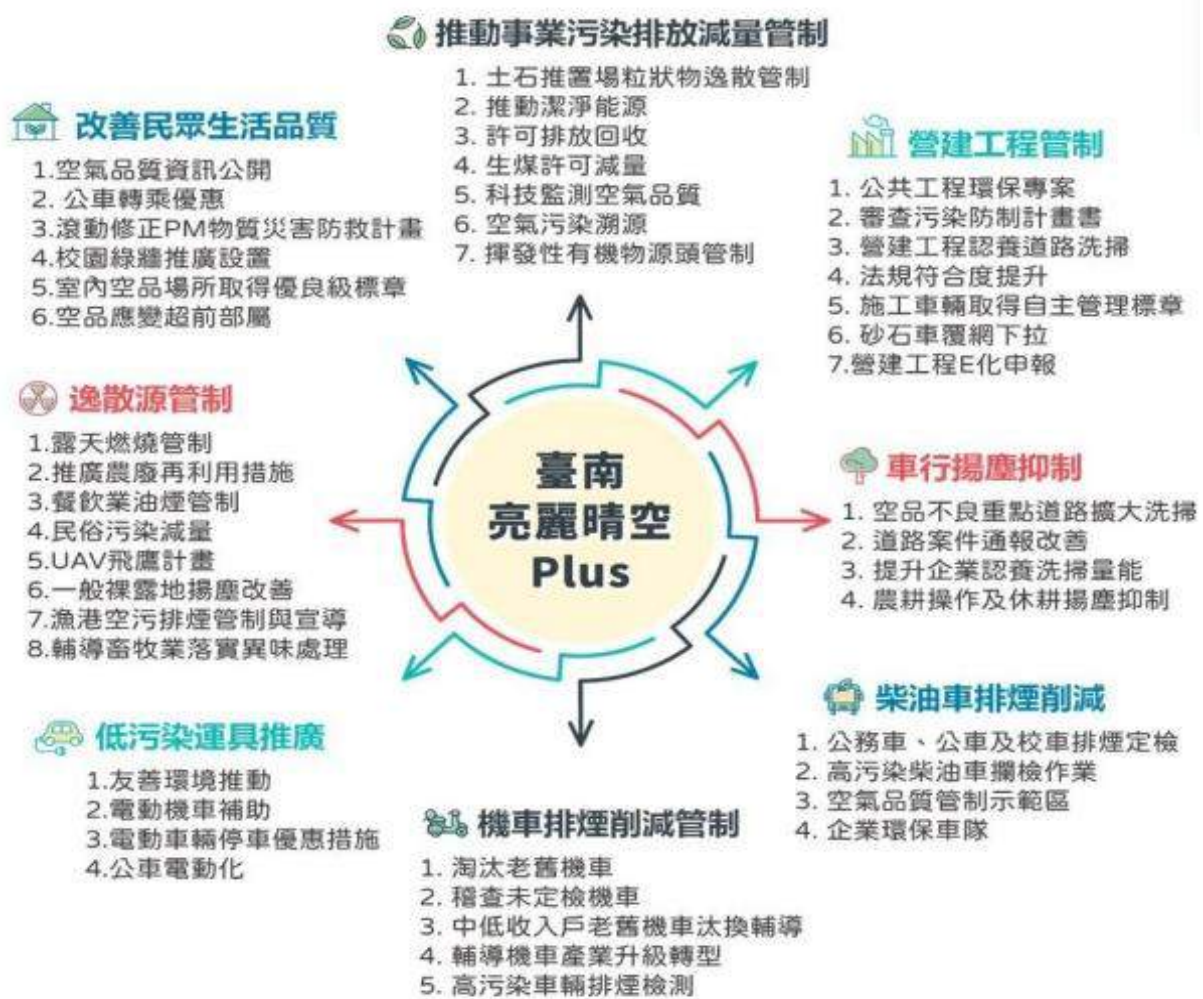 推動事業污染排放減量管制
1. 土石推置場粒狀物逸散管制
2. 推動潔淨能源
3. 許可排放回收
4. 生煤許可減量
5. 科技監測空氣品質
6. 空氣污染溯源
7. 揮發性有機物源頭管制
改善民眾生活品質
1.空氣品質資訊公開
2. 公車轉乘優惠
3.滾動修正PM物質災害防救計畫
4.校園綠牆推廣設置
5.室內空品場所取得優良級標章
6.空品應變超前部屬
營建工程管制
1. 公共工程環保專案
2. 審查污染防制計畫書
3. 營建工程認養道路洗掃
4. 法規符合度提升
5. 施工車輛取得自主管理標章
6. 砂石車覆網下拉
7.營建工程E化申報
逸散源管制
1.露天燃燒管制
2.推廣農廢再利用措施
3.餐飲業油煙管制
4.民俗污染減量
5.UAV飛鷹計畫
6.一般裸露地揚塵改善
7.漁港空污排煙管制與宣導
8.輔導畜牧業落實異味處理
臺南
亮麗晴空
Plus
車行揚塵抑制
1. 空品不良重點道路擴大洗掃
2. 道路案件通報改善
3. 提升企業認養洗掃量能
4. 農耕操作及休耕揚塵抑制
低污染運具推廣
1.友善環境推動
2.電動機車補助
3.電動車輛停車優惠措施
4.公車電動化
機車排煙削減管制
1. 淘汰老舊機車
2. 稽查未定檢機車
3. 中低收入戶老舊機車汰換輔導
4. 輔導機車產業升級轉型
5. 高污染車輛排煙檢測
柴油車排煙削減
1. 公務車、公車及校車排煙定檢
2. 高污染柴油車攔檢作業
3. 空氣品質管制示範區
4. 企業環保車隊